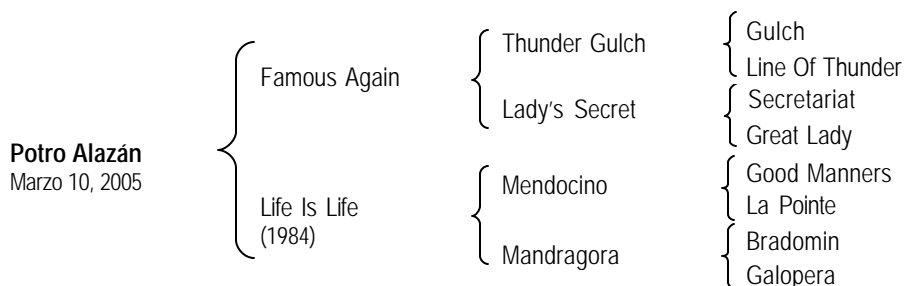 Potro Alazán
Marzo 10, 2005
Famous Again
Life Is Life
(1984)
Thunder Gulch
Lady's Secret
Mendocino
Mandragora
Gulch
Line Of Thunder
Secretariat
Great Lady
Good Manners
La Pointe
Bradomin
Galopera